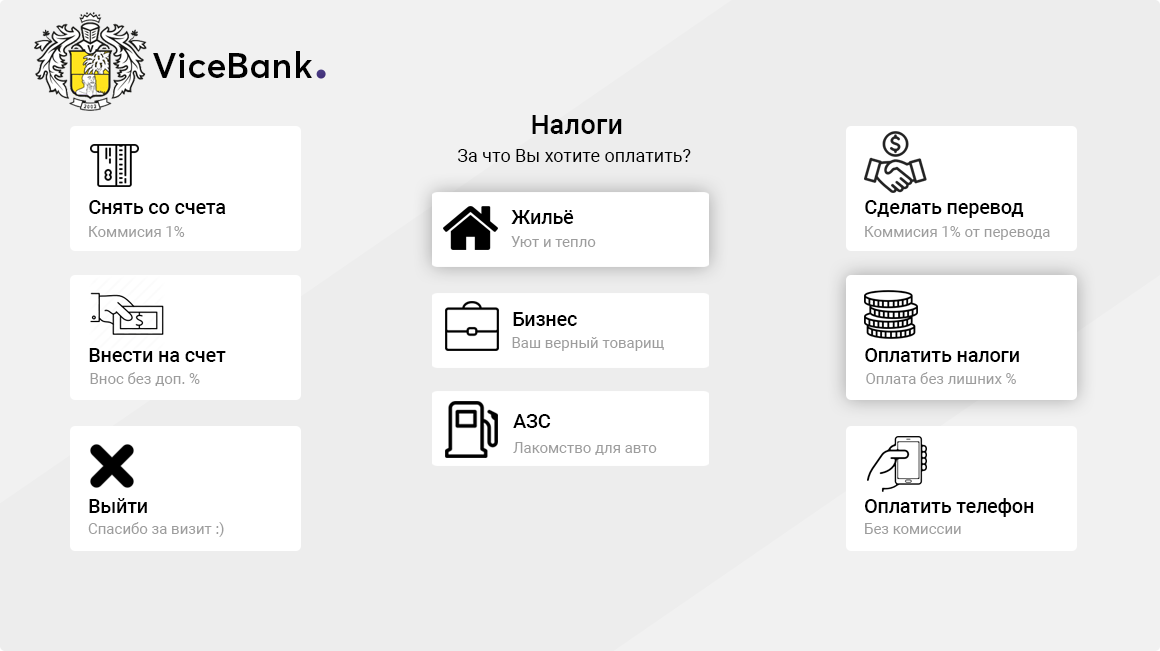 ViceBank.
2013
Налоги
За что Вы хотите оплатить?
Снять со счета
Коммисия 1%
Внести на счет
Внос без доп. %
Выйти
Спасибо за визит :)
Жильё
Уют и тепло
Бизнес
Ваш верный товарищ
АЗС
Лакомство для авто
Сделать перевод
Коммисия 1% от перевода
Оплатить налоги
Оплата без лишних %
Оплатить телефон
Без комиссии